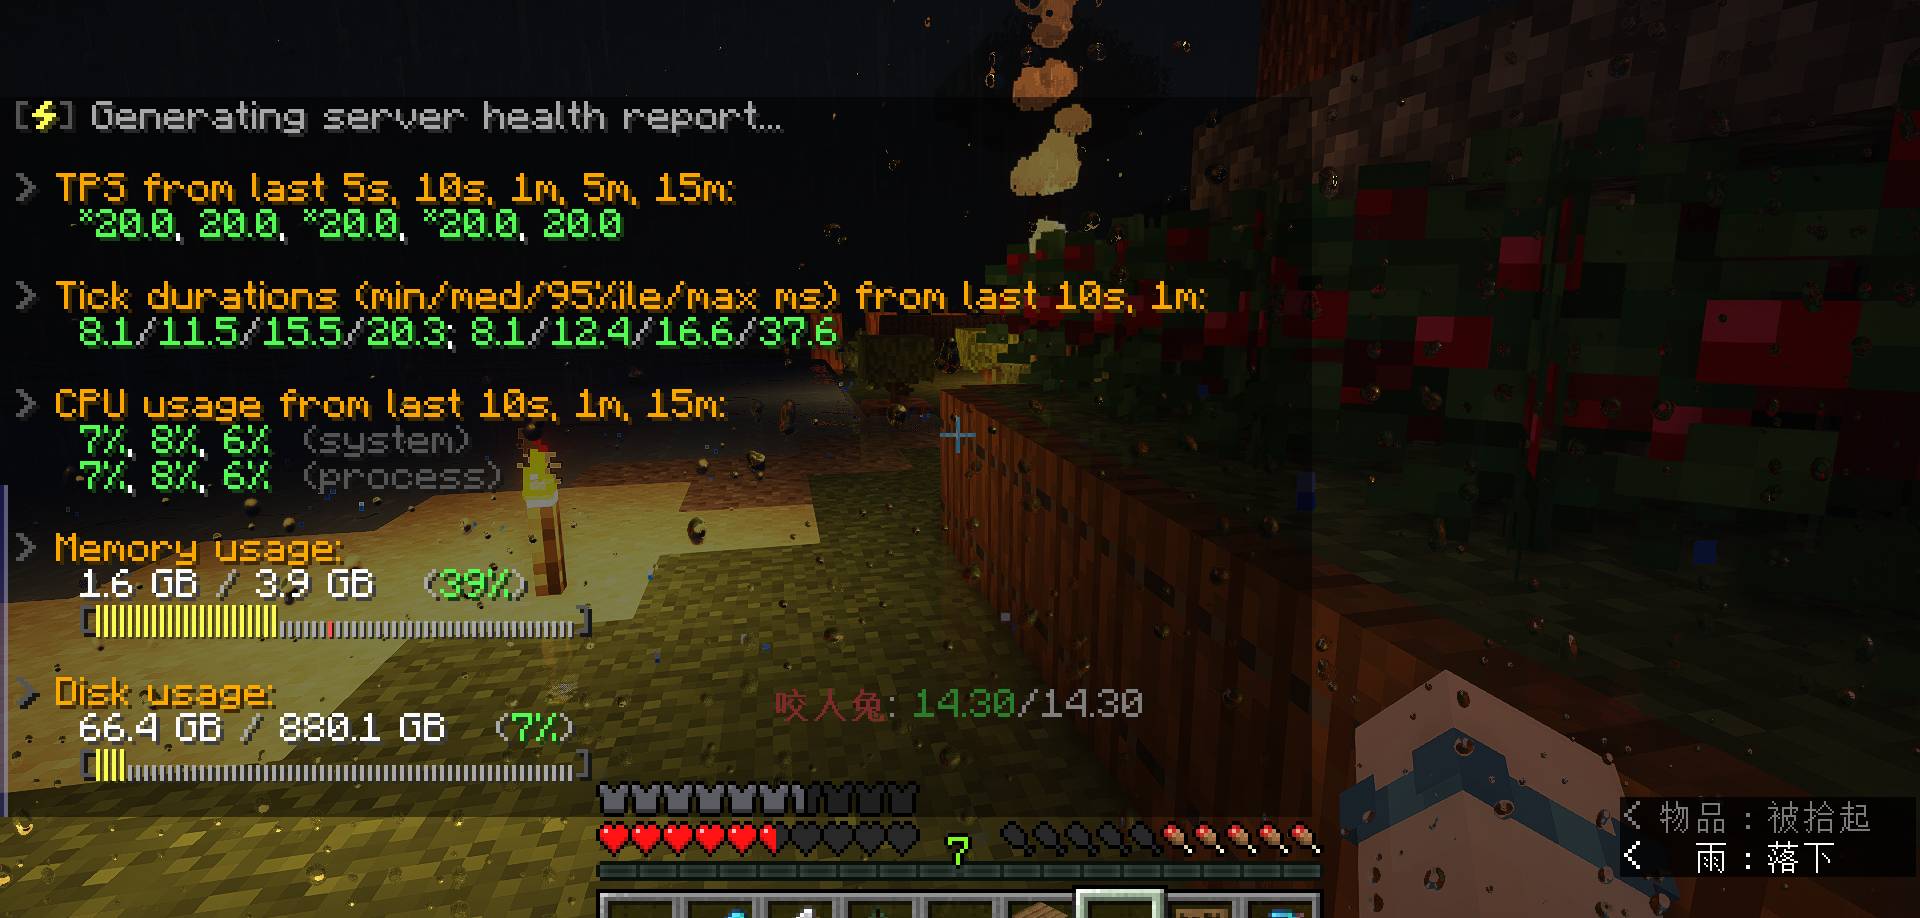 [⚡] Generating server health report...
> TPS from last 5s, 10s, 1m, 5m, 15m:
*20.0, 20.0, *20.0, *20.0, 20.0
> Tick durations (min/med/95%ile/max ms) from last 10s, 1m:
8.1/11.5/15.5/20.3; 8.1/12.4/16.6/37.6
> CPU usage from last 10s, 1m, 15m:
7%, 8%, 6% (system)
7%, 8%, 6% (process)
> Memory usage:
1.6 GB / 3.9 GB (39%)
> Disk usage:
66.4 GB / 880.1 GB (7%)
咬人兔: 14.30/14.30
7
< 物品：被拾起
< 雨：落下